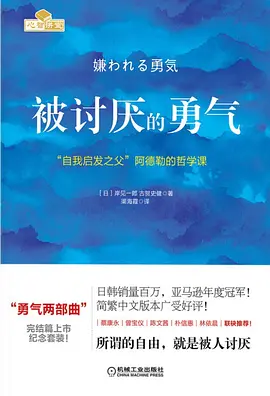 心智讲堂
嫌われる勇気
被讨厌的勇气
“自我启发之父”阿德勒的哲学课
［日］岸见一郎 古贺史健 著
渠海霞 译
“勇气两部曲”
完结篇上市
纪念套装！
日韩销量百万，亚马逊年度冠军！
简繁中文版本广受好评！
蔡康永 曾宝仪 陈文茜 朴信惠 林依晨 联袂推荐！
所谓的自由，就是被人讨厌
机械工业出版社
CHINA MACHINE PRESS